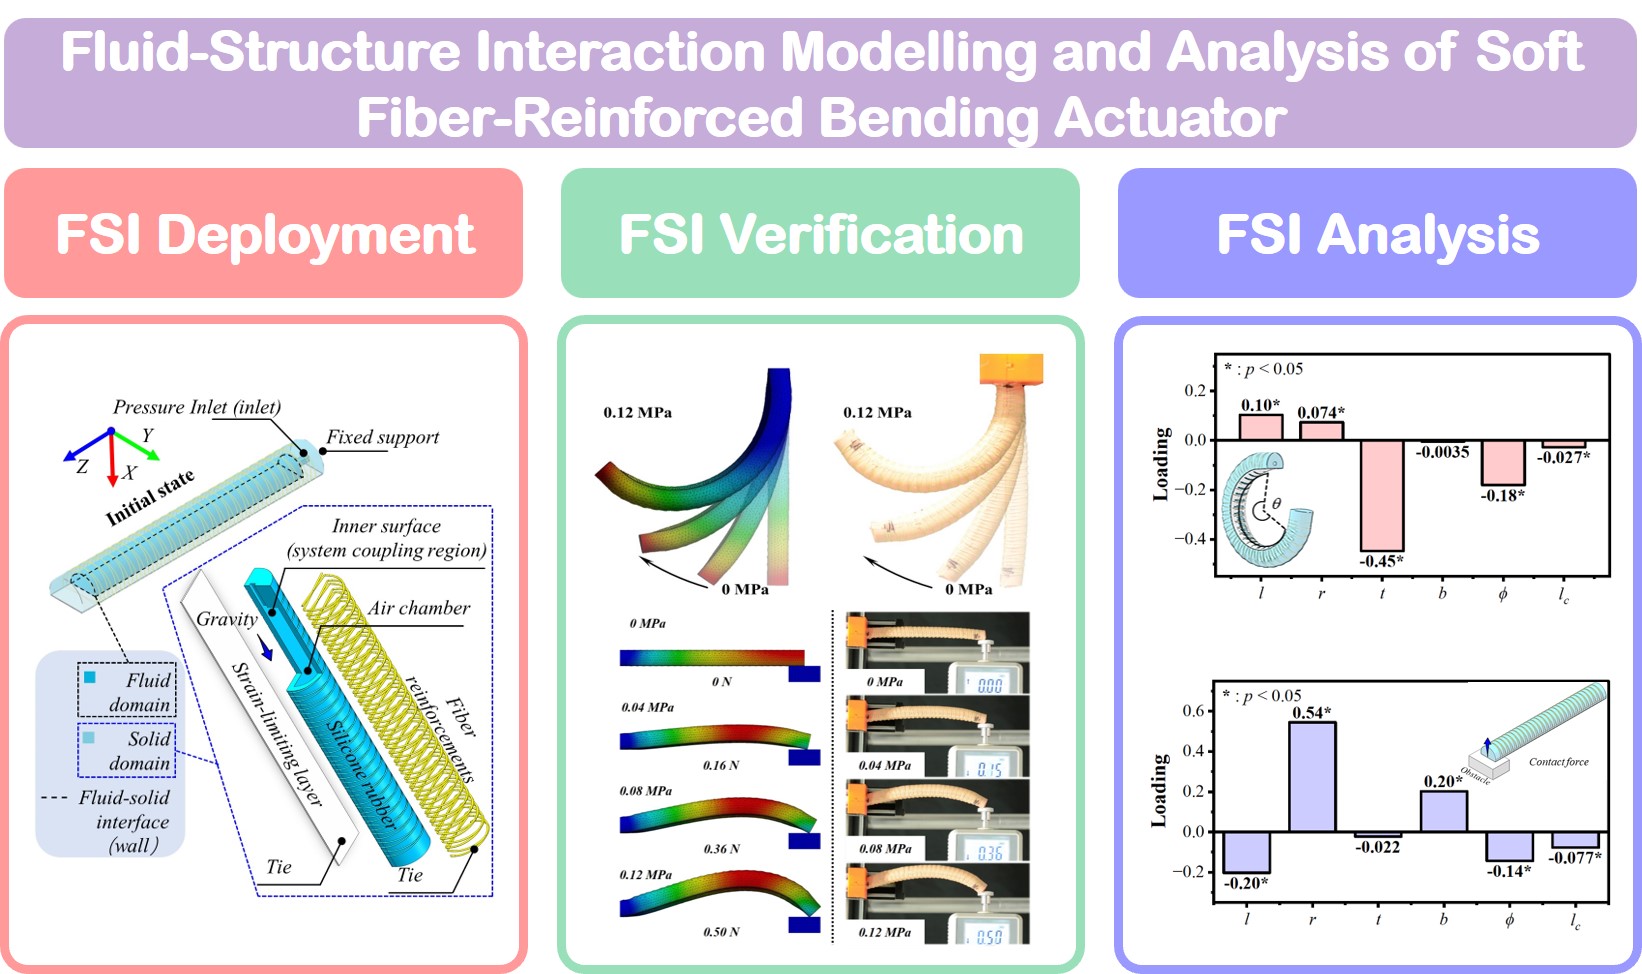 Fluid-Structure Interaction Modelling and Analysis of Soft
Fiber-Reinforced Bending Actuator
FSI Deployment
FSI Verification
FSI Analysis
Pressure Inlet (inlet)
Fixed support
Y
Z
X
Initial state
Inner surface
(system coupling region)
Air chamber
Gravity
Strain-limiting layer
Silicone rubber
Fiber
reinforcements
Fluid
domain
Solid
domain
Fluid-solid
interface
(wall)
Tie
Tie
0.12 MPa
0 MPa
0.12 MPa
0 MPa
0 MPa
0 N
0.04 MPa
0.16 N
0.08 MPa
0.36 N
0.12 MPa
0.50 N
0.00
0 MPa
0.15
0.04 MPa
0.36
0.08 MPa
0.50
0.12 MPa
* : p < 0.05
Loading
0.2
0.0
−0.2
−0.4
0.10*
0.074*
-0.45*
-0.0035
-0.18*
-0.027*
θ
l r t b ϕ lc
* : p < 0.05
Loading
0.6
0.4
0.2
0.0
−0.2
-0.20*
0.54*
-0.022
0.20*
-0.14*
-0.077*
Obstacle
Contact force
l r t b ϕ lc